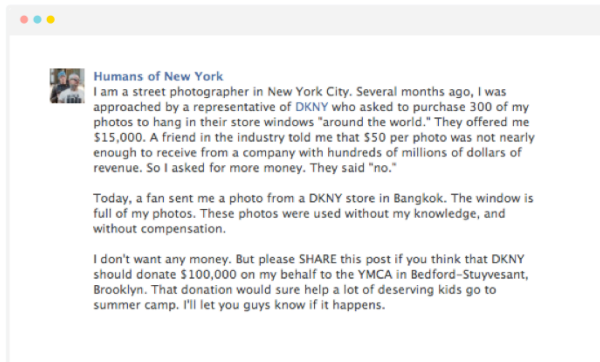 Humans of New York
I am a street photographer in New York City. Several months ago, I was
approached by a representative of DKNY who asked to purchase 300 of my
photos to hang in their store windows "around the world." They offered me
$15,000. A friend in the industry told me that $50 per photo was not nearly
enough to receive from a company with hundreds of millions of dollars of
revenue. So I asked for more money. They said "no."
Today, a fan sent me a photo from a DKNY store in Bangkok. The window is
full of my photos. These photos were used without my knowledge, and
without compensation.
I don't want any money. But please SHARE this post if you think that DKNY
should donate $100,000 on my behalf to the YMCA in Bedford-Stuyvesant,
Brooklyn. That donation would sure help a lot of deserving kids go to
summer camp. I'll let you guys know if it happens.